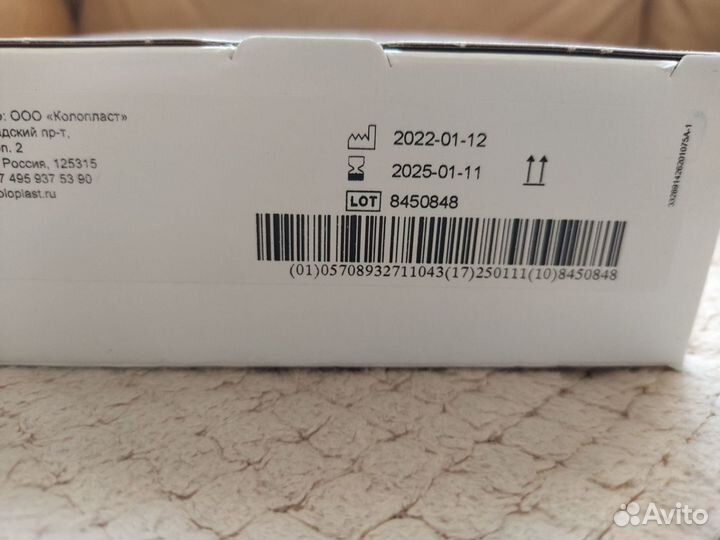 : ООО «Колопласт»
дский пр-т,
2
Россия, 125315
7 495 937 53 90
oloplast.ru
2022-01-12
2025-01-11
LOT 8450848
(01)05708932711043(17)250111(10)8450848
Avito